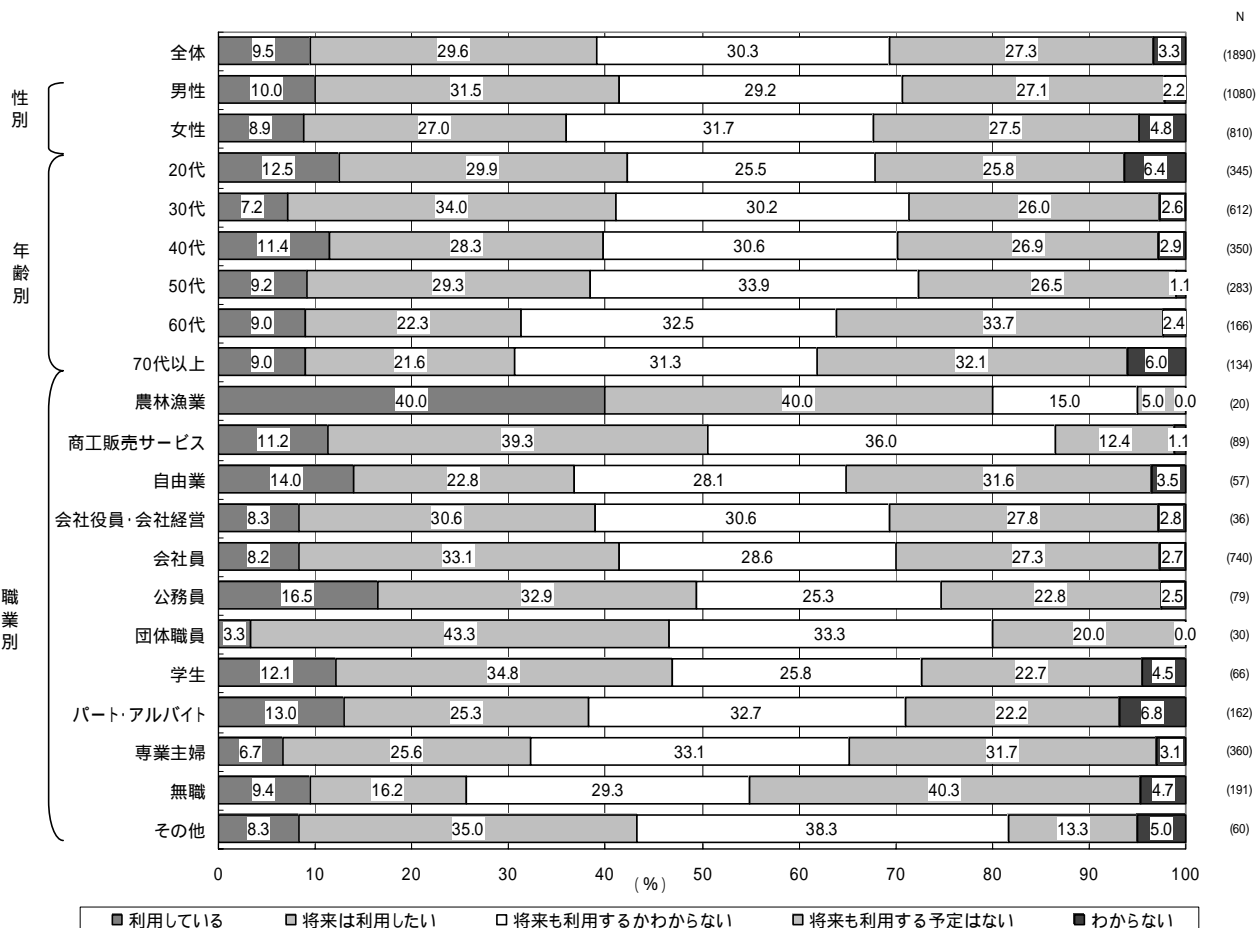 N
全体 9.5 29.6 30.3 27.3 3.3 (1890)
性別
男性 10.0 31.5 29.2 27.1 2.2 (1080)
女性 8.9 27.0 31.7 27.5 4.8 (810)
年齢別
20代 12.5 29.9 25.5 25.8 6.4 (345)
30代 7.2 34.0 30.2 26.0 2.6 (612)
40代 11.4 28.3 30.6 26.9 2.9 (350)
50代 9.2 29.3 33.9 26.5 1.1 (283)
60代 9.0 22.3 32.5 33.7 2.4 (166)
70代以上 9.0 21.6 31.3 32.1 6.0 (134)
職業別
農林漁業 40.0 40.0 15.0 5.0 0.0 (20)
商工販売サービス 11.2 39.3 36.0 12.4 1.1 (89)
自由業 14.0 22.8 28.1 31.6 3.5 (57)
会社役員・会社経営 8.3 30.6 30.6 27.8 2.8 (36)
会社員 8.2 33.1 28.6 27.3 2.7 (740)
公務員 16.5 32.9 25.3 22.8 2.5 (79)
団体職員 3.3 43.3 33.3 20.0 0.0 (30)
学生 12.1 34.8 25.8 22.7 4.5 (66)
パート・アルバイト 13.0 25.3 32.7 22.2 6.8 (162)
専業主婦 6.7 25.6 33.1 31.7 3.1 (360)
無職 9.4 16.2 29.3 40.3 4.7 (191)
その他 8.3 35.0 38.3 13.3 5.0 (60)
0 10 20 30 40 50 60 70 80 90 100
(%)
利用している 将来は利用したい 将来も利用するかわからない 将来も利用する予定はない わからない